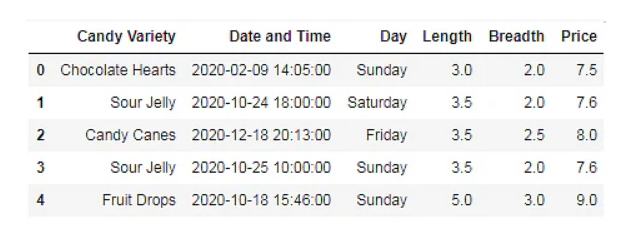 Candy Variety Date and Time Day Length Breadth Price
0 Chocolate Hearts 2020-02-09 14:05:00 Sunday 3.0 2.0 7.5
1 Sour Jelly 2020-10-24 18:00:00 Saturday 3.5 2.0 7.6
2 Candy Canes 2020-12-18 20:13:00 Friday 3.5 2.5 8.0
3 Sour Jelly 2020-10-25 10:00:00 Sunday 3.5 2.0 7.6
4 Fruit Drops 2020-10-18 15:46:00 Sunday 5.0 3.0 9.0